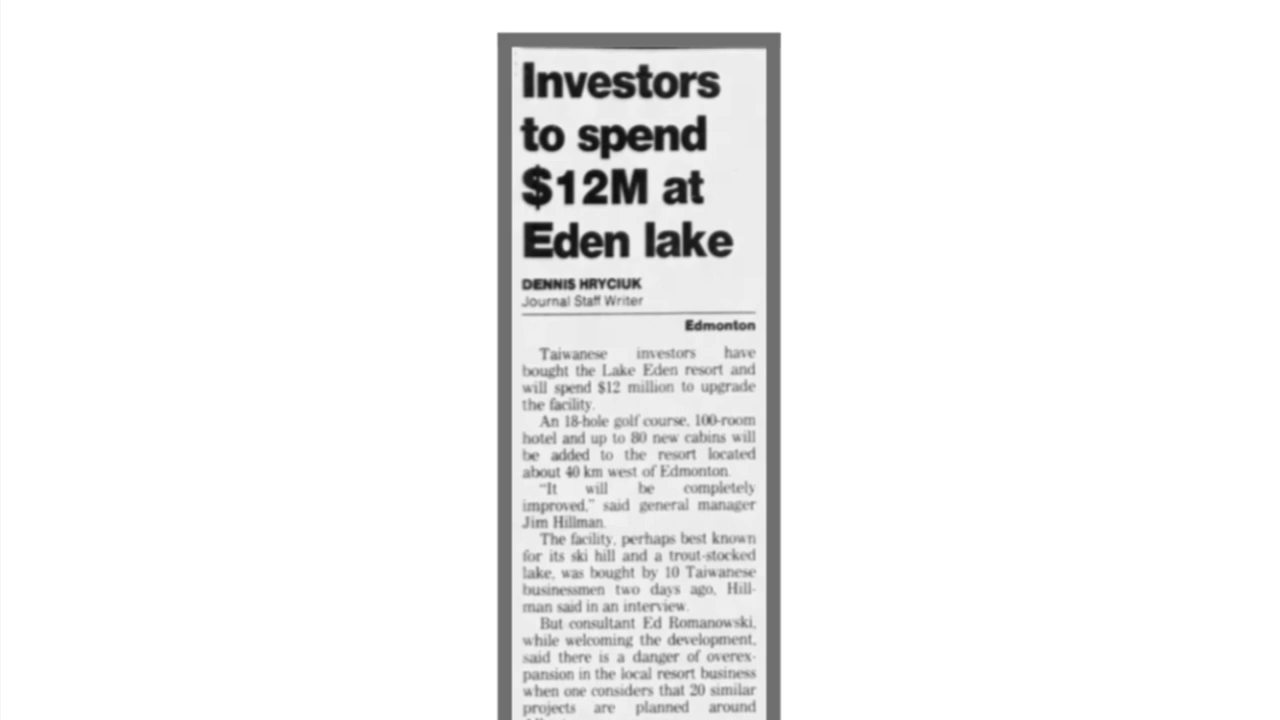 Investors
to spend
$12M at
Eden lake
DENNIS HRYCIUK
Journal Staff Writer
Edmonton
Taiwanese investors have
bought the Lake Eden resort and
will spend $12 million to upgrade
the facility.
An 18-hole golf course, 100-room
hotel and up to 80 new cabins will
be added to the resort located
about 40 km west of Edmonton.
"It will be completely
improved," said general manager
Jim Hillman.
The facility, perhaps best known
for its ski hill and a trout-stocked
lake, was bought by 10 Taiwanese
businessmen two days ago, Hill-
man said in an interview.
But consultant Ed Romanowski,
while welcoming the development,
said there is a danger of overex-
pansion in the local resort business
when one considers that 20 similar
projects are planned around